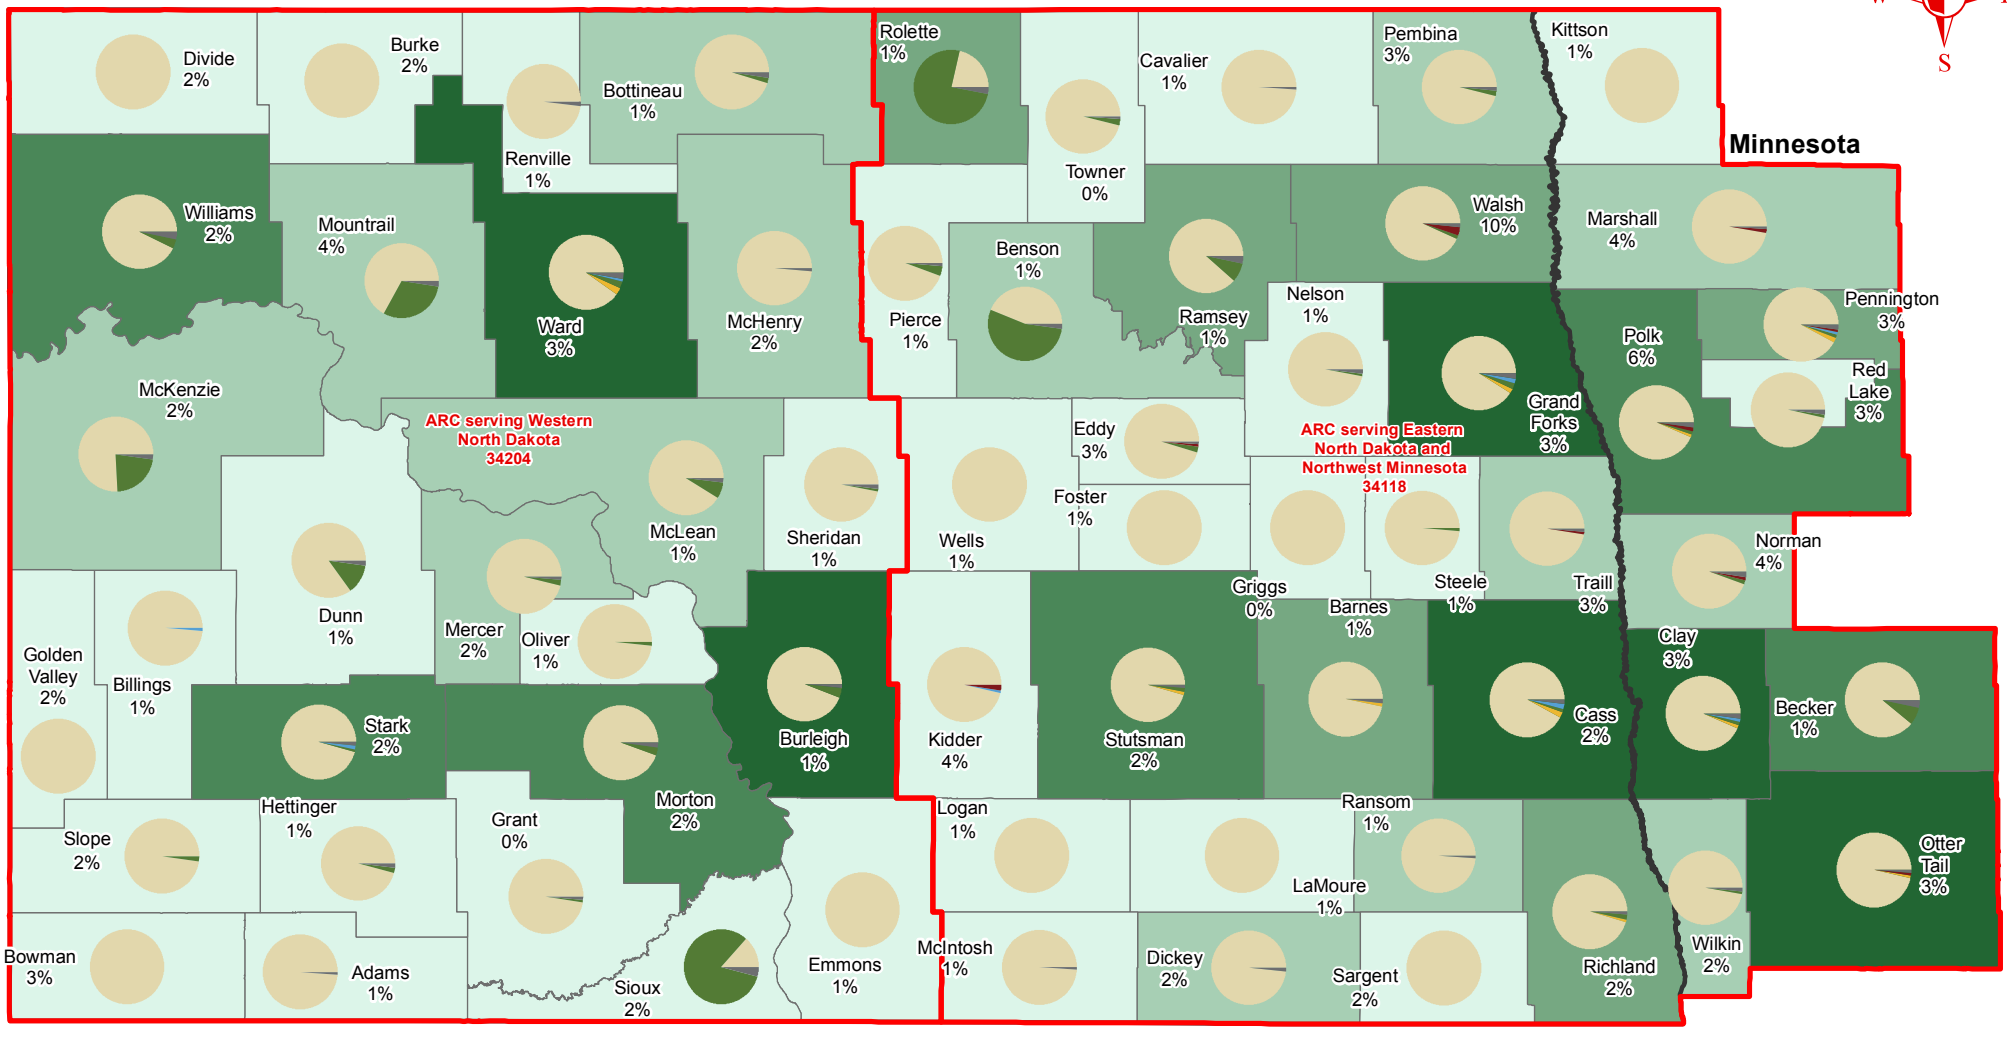 W
S
Divide
2%
Burke
2%
Renville
1%
Bottineau
1%
Rolette
1%
Towner
0%
Cavalier
1%
Pembina
3%
Kittson
1%
Minnesota
Williams
2%
Mountrail
4%
Ward
3%
McHenry
2%
Pierce
1%
Benson
1%
Ramsey
1%
Walsh
10%
Marshall
4%
Nelson
1%
Grand
Forks
3%
Polk
6%
Pennington
3%
Red
Lake
3%
McKenzie
2%
ARC serving Western
North Dakota
34204
McLean
1%
Sheridan
1%
Wells
1%
Eddy
3%
Foster
1%
ARC serving Eastern
North Dakota and
Northwest Minnesota
34118
Griggs
0%
Steele
1%
Traill
3%
Norman
4%
Dunn
1%
Mercer
2%
Oliver
1%
Golden
Valley
2%
Billings
1%
Stark
2%
Morton
2%
Burleigh
1%
Kidder
4%
Stutsman
2%
Barnes
1%
Cass
2%
Clay
3%
Becker
1%
Slope
2%
Hettinger
1%
Grant
0%
Logan
1%
LaMoure
1%
Ransom
1%
Otter
Tail
3%
Bowman
3%
Adams
1%
Sioux
2%
Emmons
1%
McIntosh
1%
Dickey
2%
Sargent
2%
Richland
2%
Wilkin
2%